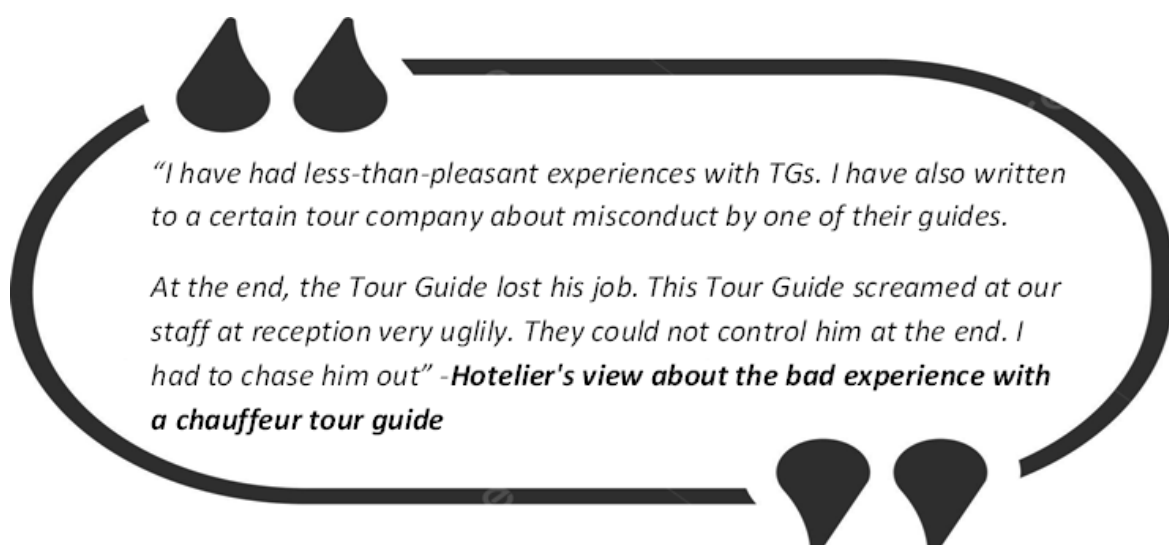 “I have had less-than-pleasant experiences with TGs. I have also written
to a certain tour company about misconduct by one of their guides.
At the end, the Tour Guide lost his job. This Tour Guide screamed at our
staff at reception very uglily. They could not control him at the end. I
had to chase him out” -Hotelier's view about the bad experience with
a chauffeur tour guide